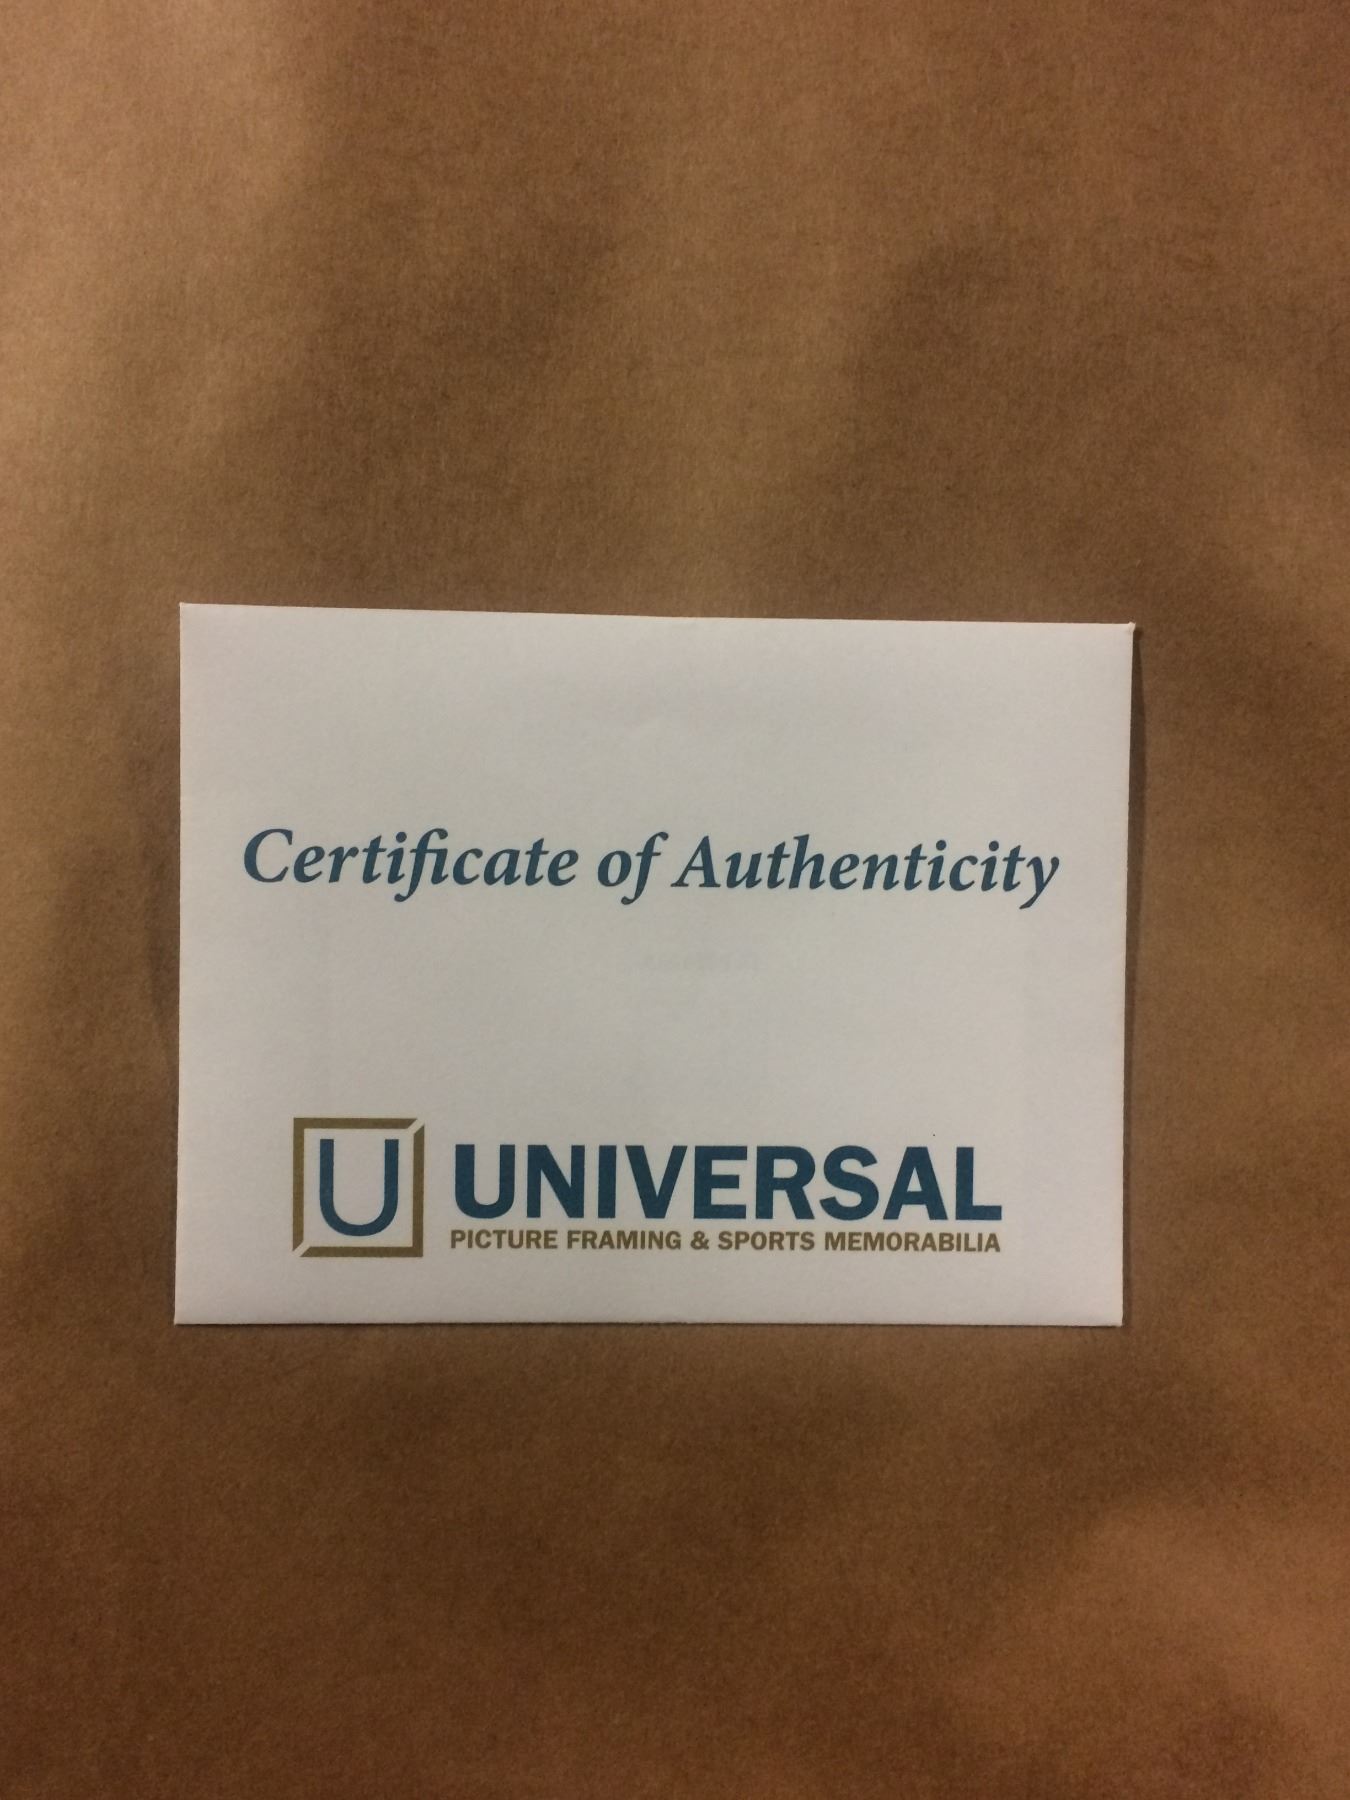 Certificate of Authenticity
U
UNIVERSAL
PICTURE FRAMING & SPORTS MEMORABILIA